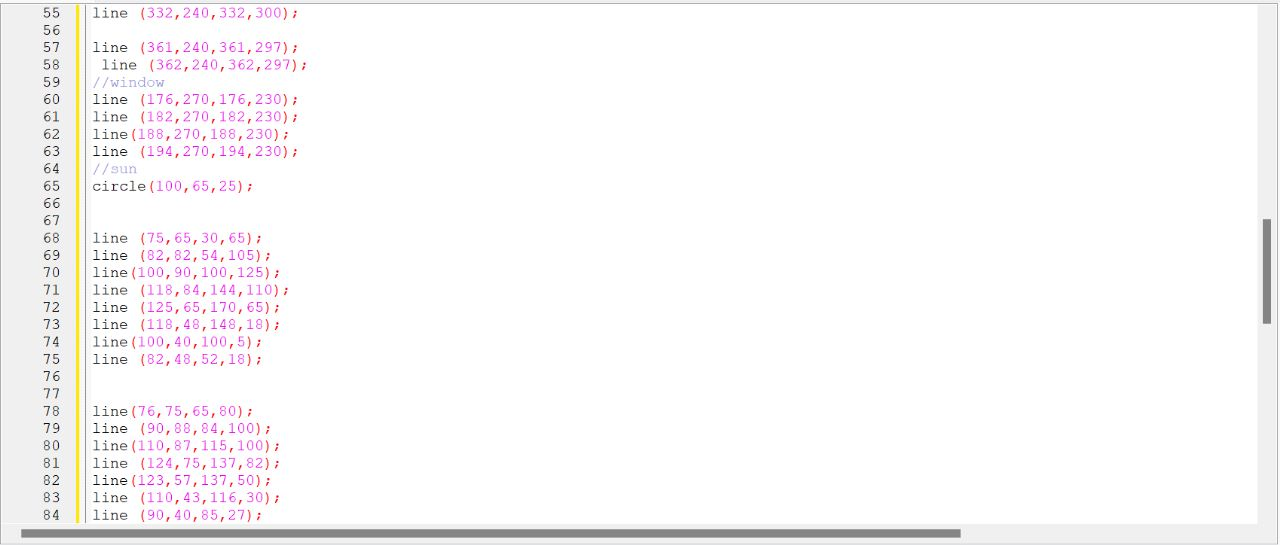 55 line (332,240,332,300);
56
57 line (361,240,361,297);
58  line (362,240,362,297);
59 //window
60 line (176,270,176,230);
61 line (182,270,182,230);
62 line(188,270,188,230);
63 line (194,270,194,230);
64 //sun
65 circle(100,65,25);
66
67
68 line (75,65,30,65);
69 line (82,82,54,105);
70 line(100,90,100,125);
71 line (118,84,144,110);
72 line (125,65,170,65);
73 line (118,48,148,18);
74 line(100,40,100,5);
75 line (82,48,52,18);
76
77
78 line(76,75,65,80);
79 line (90,88,84,100);
80 line(110,87,115,100);
81 line (124,75,137,82);
82 line(123,57,137,50);
83 line (110,43,116,30);
84 line (90,40,85,27);